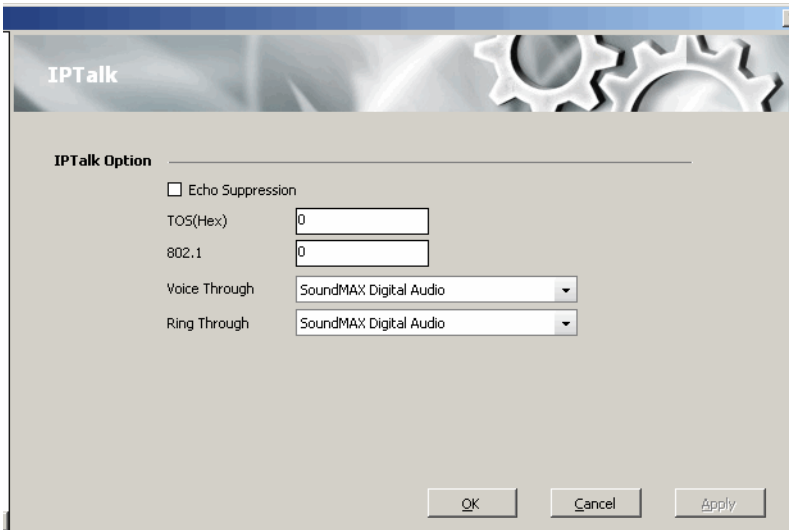 IPTalk
IPTalk Option
Echo Suppression
TOS(Hex) 0
802.1 0
Voice Through SoundMAX Digital Audio
Ring Through SoundMAX Digital Audio
OK Cancel Apply